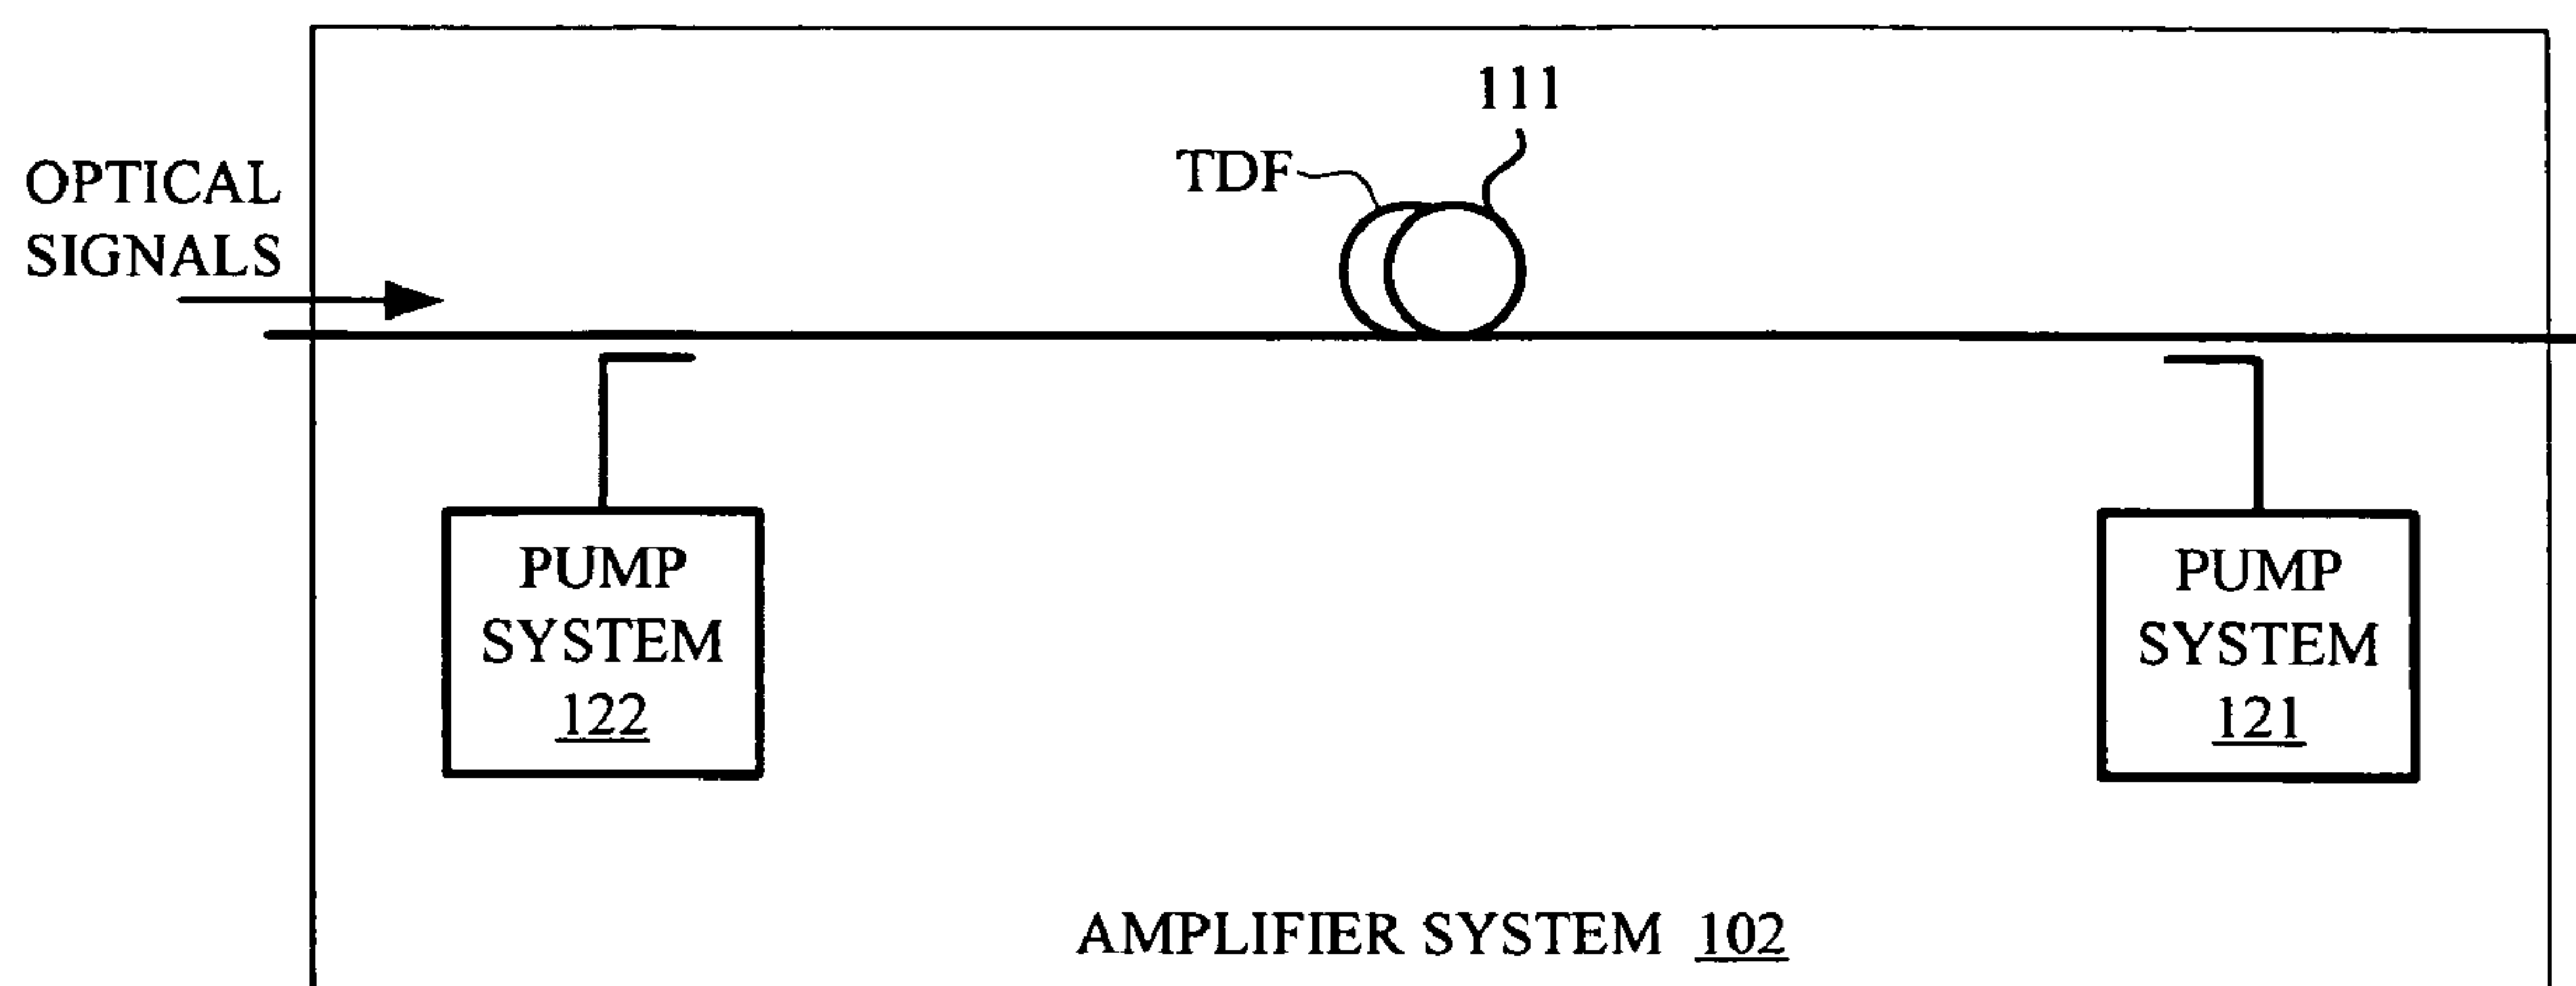 111
TDF
OPTICAL
SIGNALS
PUMP
SYSTEM
122
PUMP
SYSTEM
121
AMPLIFIER SYSTEM 102